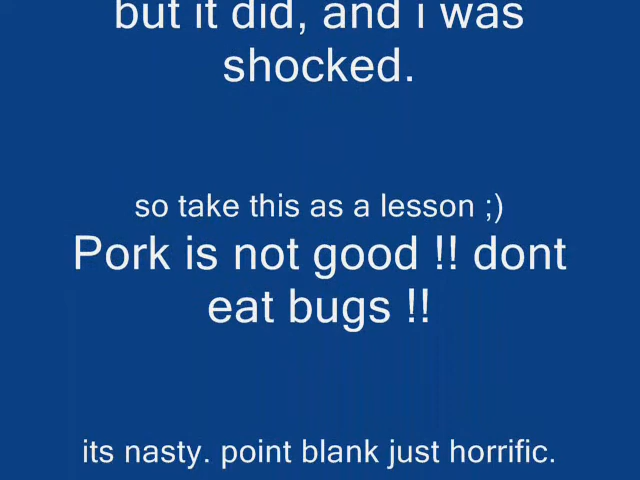 but it did, and i was
shocked.
so take this as a lesson ;)
Pork is not good !! dont
eat bugs !!
its nasty. point blank just horrific.